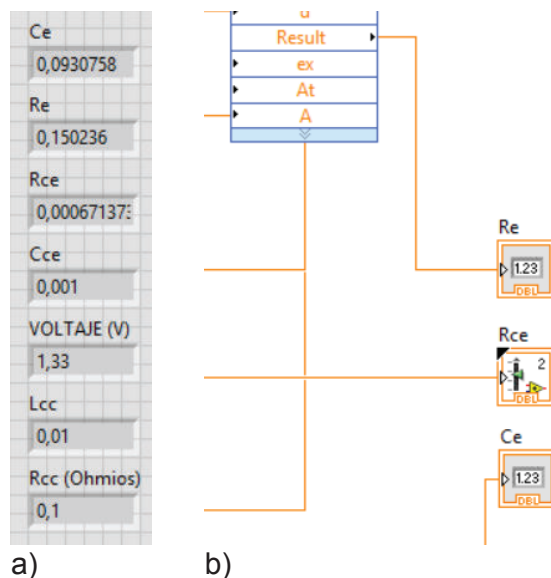 Ce
0,0930758
Re
0,150236
Rce
0,000671373
Cce
0,001
VOLTAJE (V)
1,33
Lcc
0,01
Rcc (Ohmios)
0,1
a)
Result
ex
At
A
Re
1.23
DBL
Rce
2
DBL
Ce
1.23
DBL
b)